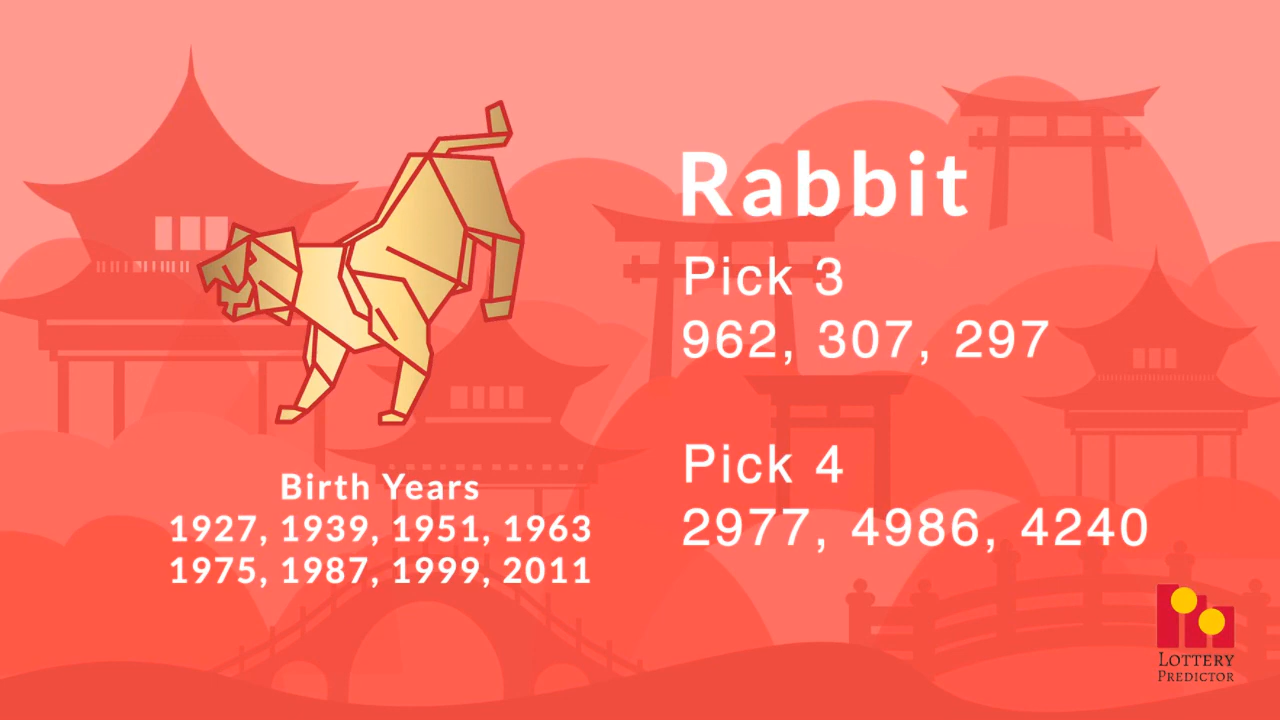 Rabbit
Pick 3
962, 307, 297
Pick 4
2977, 4986, 4240
Birth Years
1927, 1939, 1951, 1963
1975, 1987, 1999, 2011
LOTTERY
PREDICTOR